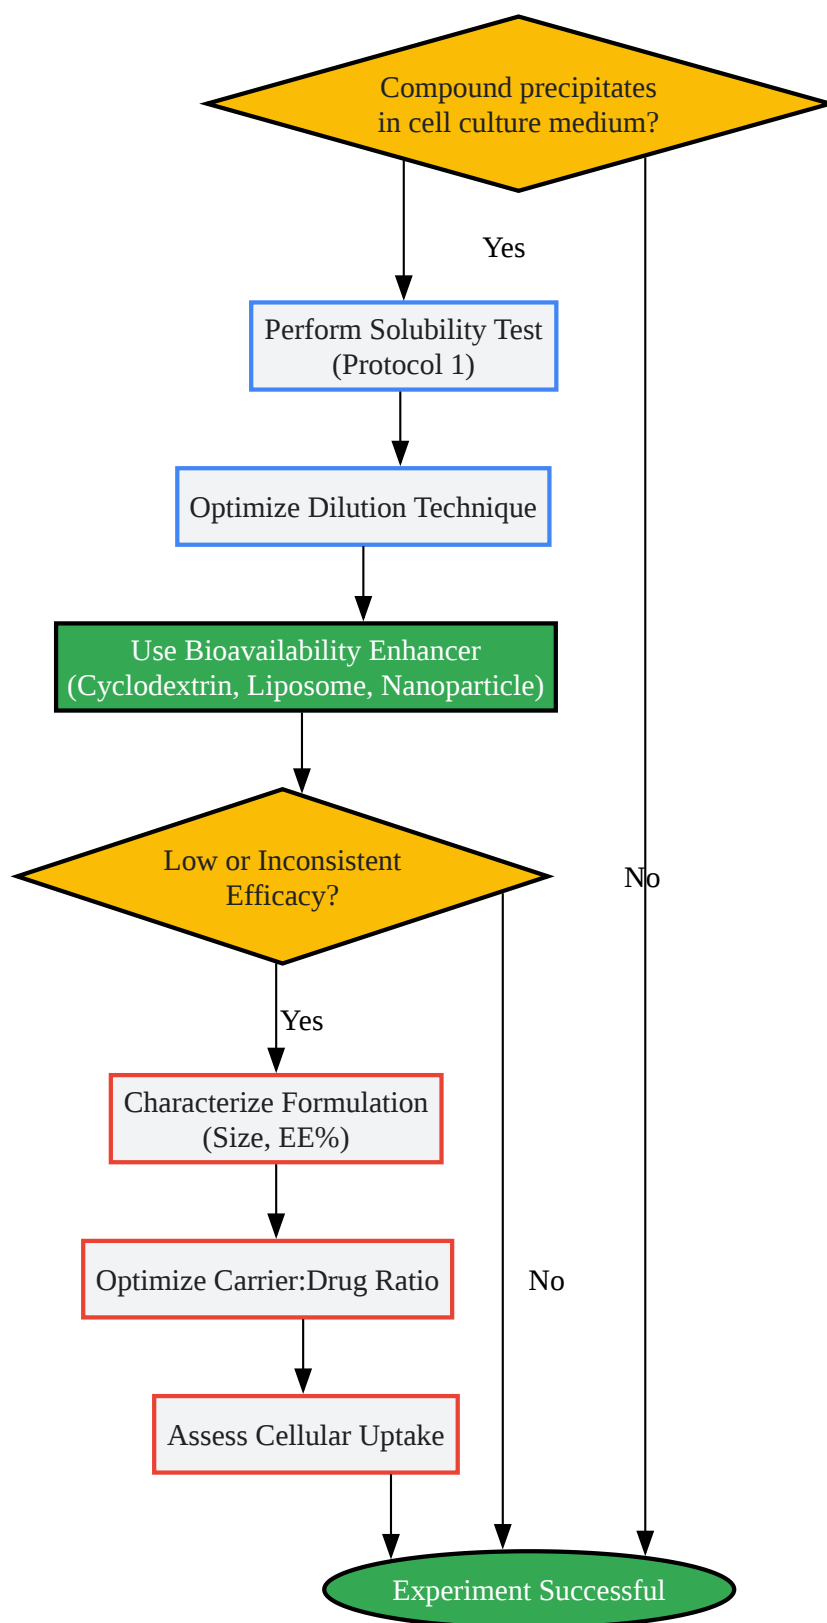 Compound precipitates
in cell culture medium?
Yes
Perform Solubility Test
(Protocol 1)
Optimize Dilution Technique
Use Bioavailability Enhancer
(Cyclodextrin, Liposome, Nanoparticle)
Low or Inconsistent
Efficacy?
No
Yes
Characterize Formulation
(Size, EE%)
Optimize Carrier:Drug Ratio
No
Assess Cellular Uptake
Experiment Successful